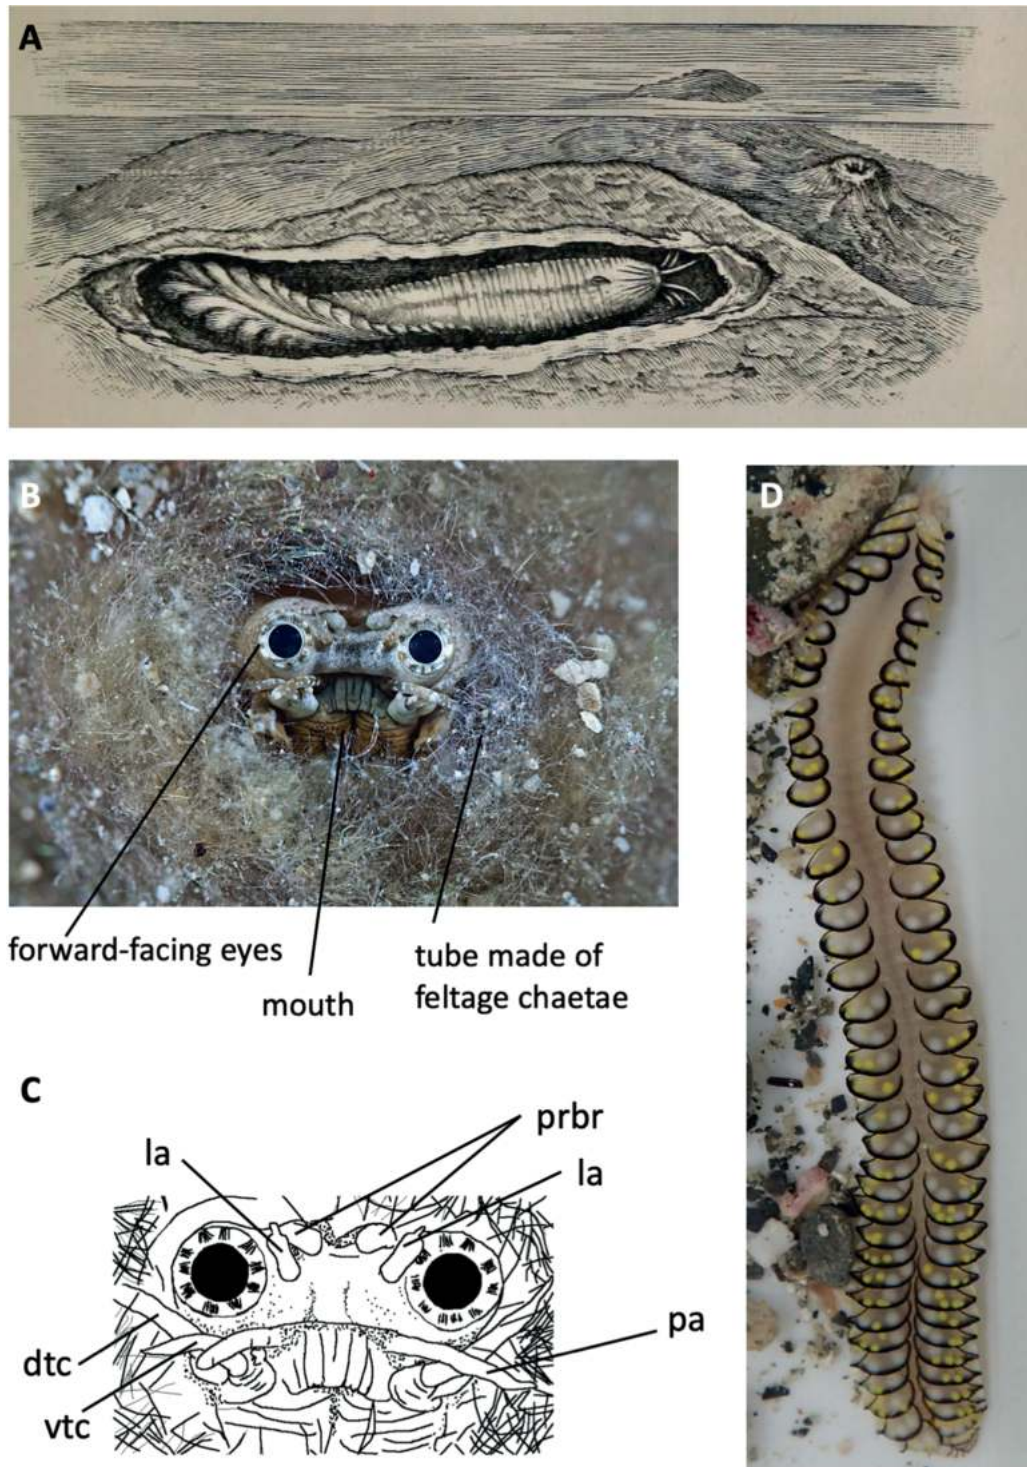 A
B
D
forward-facing eyes
mouth
tube made of
feltage chaetae
C
prbr
la
la
pa
dtc
vtc